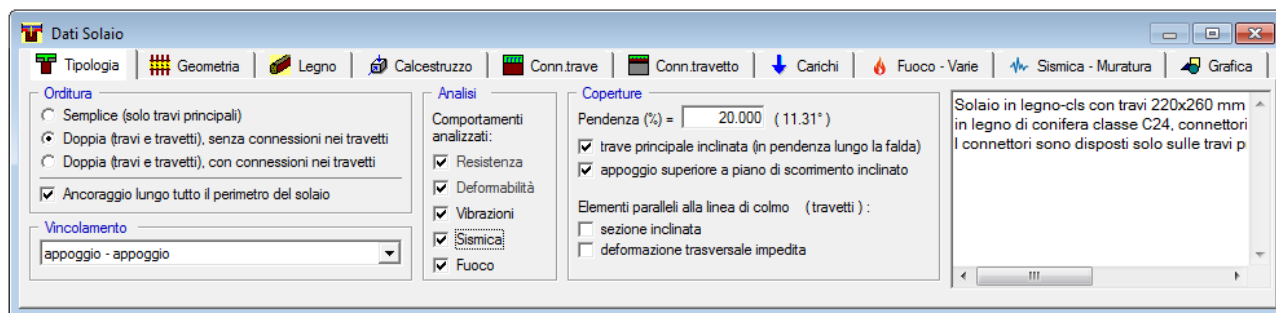 Dati Solaio
Tipologia Geometria Legno Calcestruzzo Conn.trave Conn.travetto Carichi Fuoco - Varie Sismica - Muratura Grafica
Orditura
Semplice (solo travi principali)
Doppia (travi e travetti), senza connessioni nei travetti
Doppia (travi e travetti), con connessioni nei travetti
Ancoraggio lungo tutto il perimetro del solaio
Vincolamento
appoggio - appoggio
Analisi
Comportamenti
analizzati:
Resistenza
Deformabilità
Vibrazioni
Sismica
Fuoco
Coperture
Pendenza (%) = 20.000 ( 11.31° )
trave principale inclinata (in pendenza lungo la falda)
appoggio superiore a piano di scorrimento inclinato
Elementi paralleli alla linea di colmo ( travetti ) :
sezione inclinata
deformazione trasversale impedita
Solaio in legno-cls con travi 220x260 mm
in legno di conifera classe C24, connettori
I connettori sono disposti solo sulle travi p